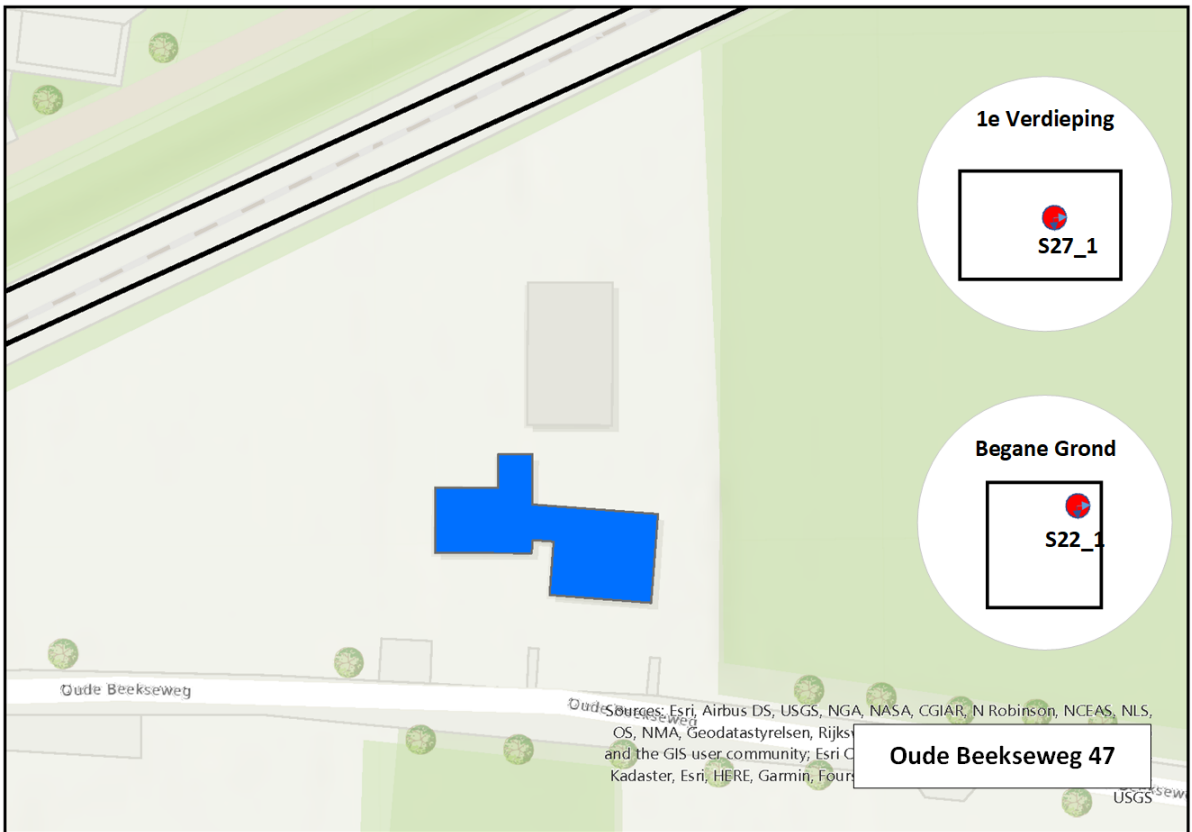 1e Verdieping
S27_1
Begane Grond
S22_1
Oude Beekseweg
Oude Beekseweg
Sources: Esri, Airbus DS, USGS, NGA, NASA, CGIAR, N Robinson, NCEAS, NLS,
OS, NMA, Geodatastyrelsen, Rijksw
and the GIS user community; Esri C
Kadaster, Esri, HERE, Garmin, Fours
Oude Beekseweg 47
USGS